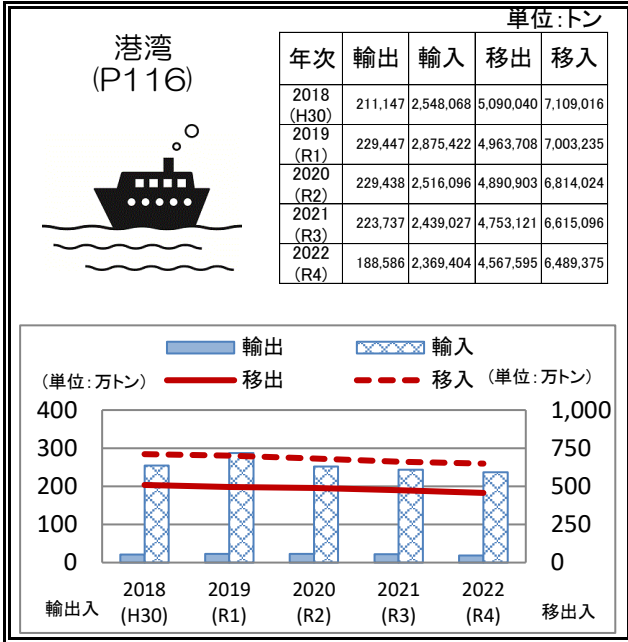 港湾
(P116)
単位:トン
年次 輸出 輸入 移出 移入
2018
(H30) 211,147 2,548,068 5,090,040 7,109,016
2019
(R1) 229,447 2,875,422 4,963,708 7,003,235
2020
(R2) 229,438 2,516,096 4,890,903 6,814,024
2021
(R3) 223,737 2,439,027 4,753,121 6,615,096
2022
(R4) 188,586 2,369,404 4,567,595 6,489,375
輸出 輸入
(単位:万トン) 移出 移入 (単位:万トン)
400 1,000
300 750
200 500
100 250
0 0
2018 2019 2020 2021 2022
輸出入 (H30) (R1) (R2) (R3) (R4) 移出入